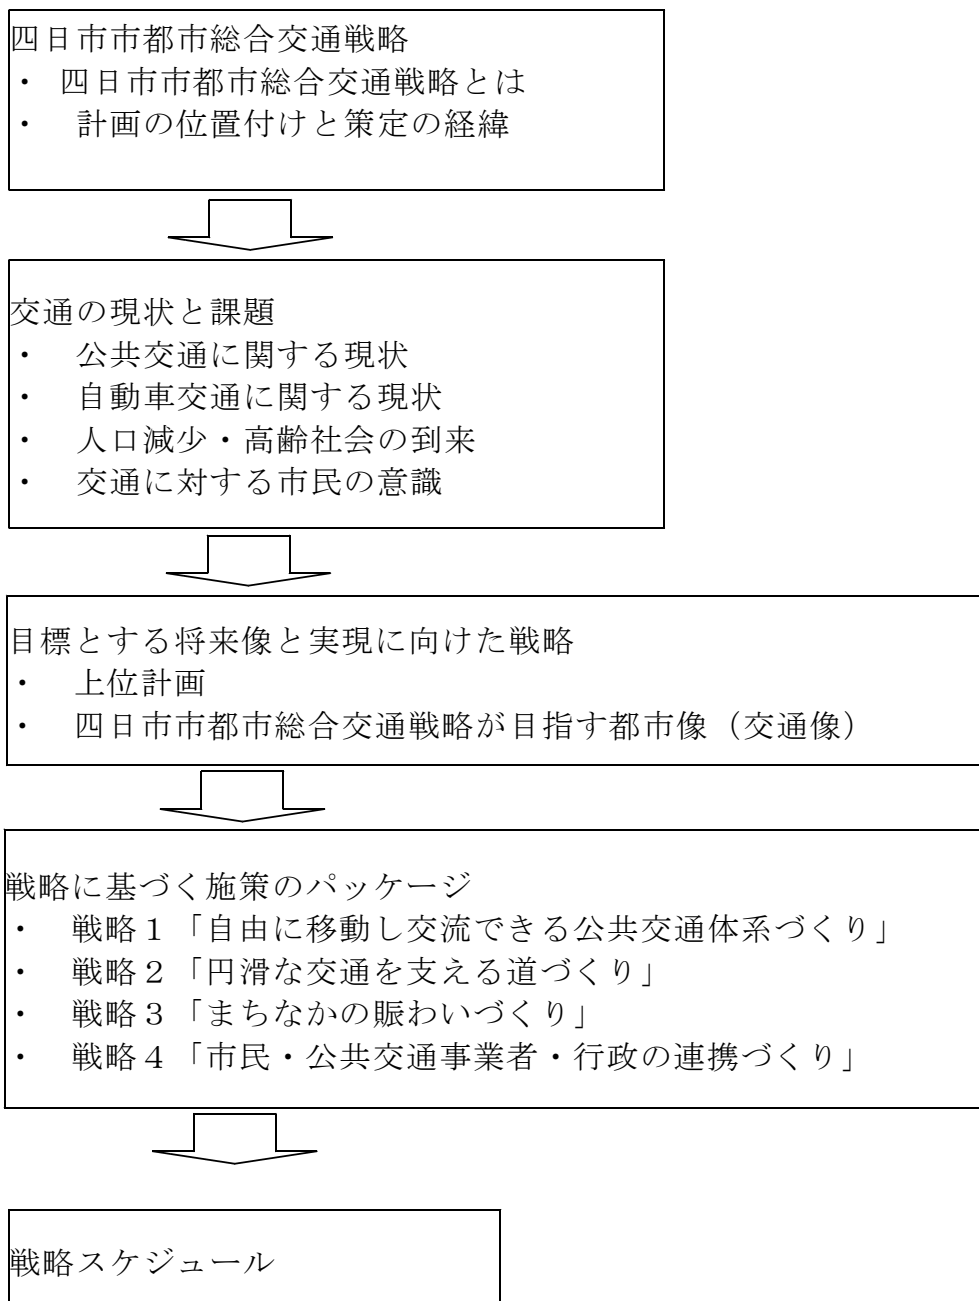 四日市市都市総合交通戦略
・ 四日市市都市総合交通戦略とは
・ 計画の位置付けと策定の経緯
交通の現状と課題
・ 公共交通に関する現状
・ 自動車交通に関する現状
・ 人口減少・高齢社会の到来
・ 交通に対する市民の意識
目標とする将来像と実現に向けた戦略
・ 上位計画
・ 四日市市都市総合交通戦略が目指す都市像（交通像）
戦略に基づく施策のパッケージ
・ 戦略１「自由に移動し交流できる公共交通体系づくり」
・ 戦略２「円滑な交通を支える道づくり」
・ 戦略３「まちなかの賑わいづくり」
・ 戦略４「市民・公共交通事業者・行政の連携づくり」
戦略スケジュール